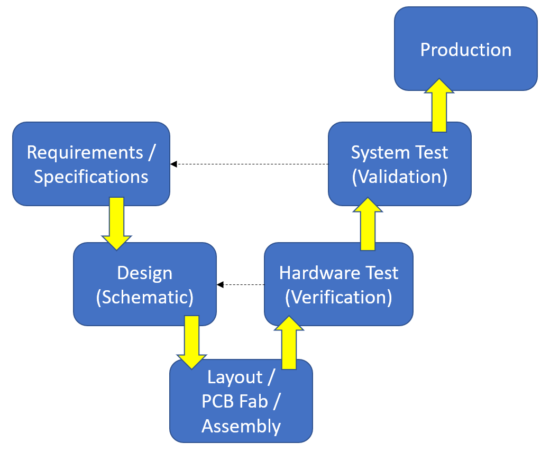 Production
Requirements /
Specifications
System Test
(Validation)
Design
(Schematic)
Hardware Test
(Verification)
Layout /
PCB Fab /
Assembly